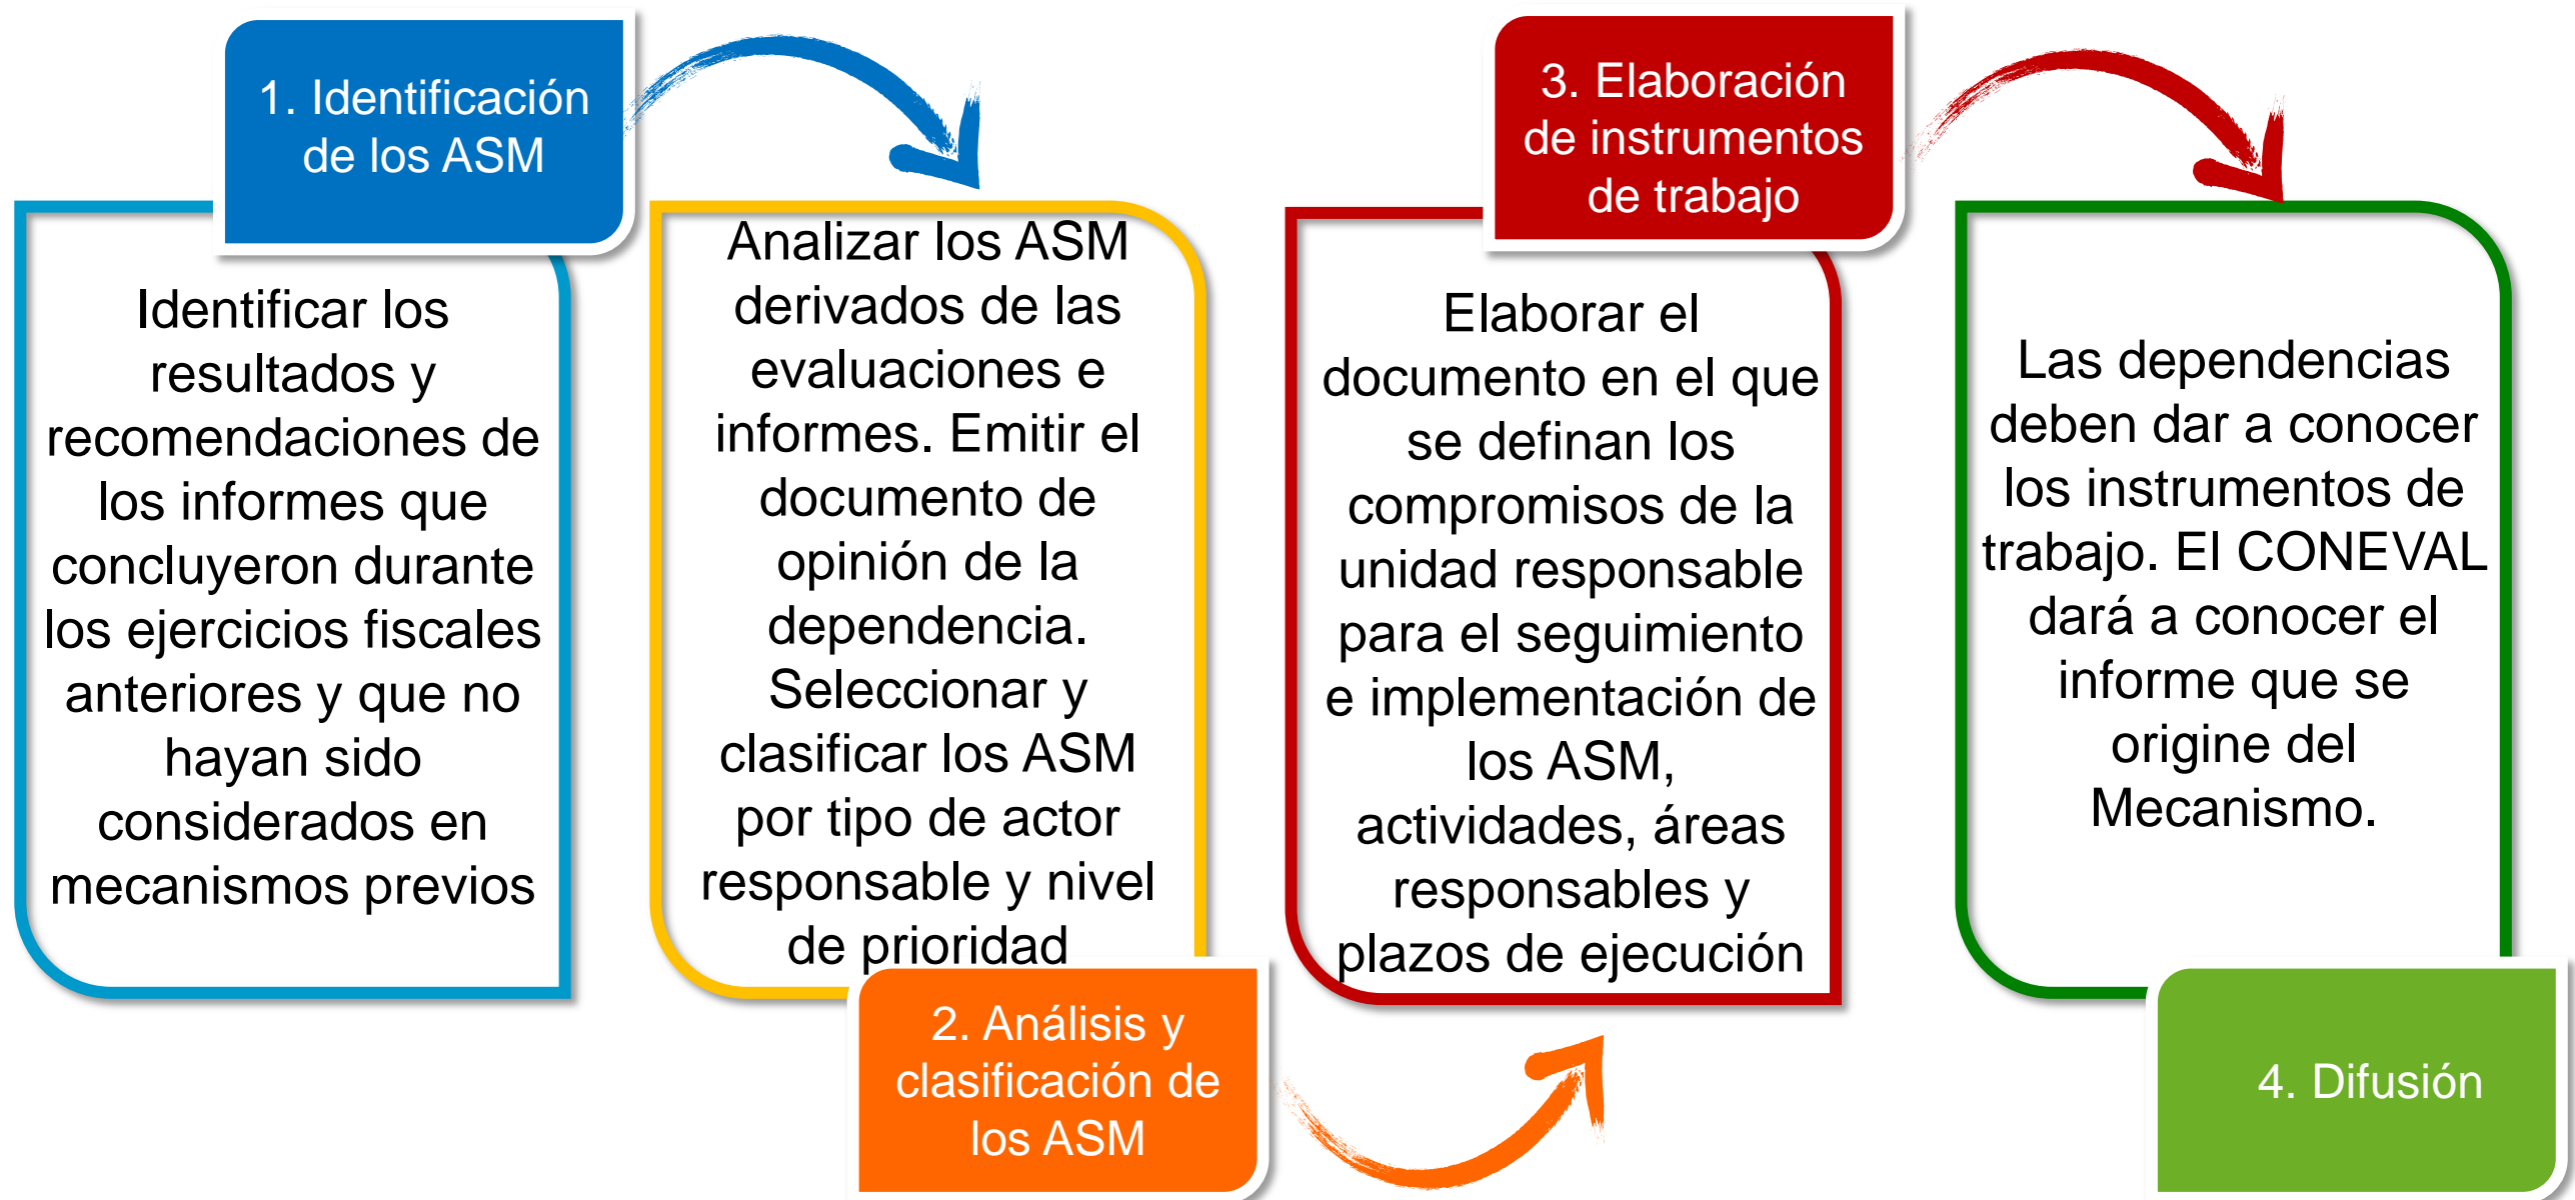 1. Identificación
de los ASM
Identificar los
resultados y
recomendaciones de
los informes que
concluyeron durante
los ejercicios fiscales
anteriores y que no
hayan sido
considerados en
mecanismos previos
Analizar los ASM
derivados de las
evaluaciones e
informes. Emitir el
documento de
opinión de la
dependencia.
Seleccionar y
clasificar los ASM
por tipo de actor
responsable y nivel
de prioridad
2. Análisis y
clasificación de
los ASM
3. Elaboración
de instrumentos
de trabajo
Elaborar el
documento en el que
se definan los
compromisos de la
unidad responsable
para el seguimiento
e implementación de
los ASM,
actividades, áreas
responsables y
plazos de ejecución
Las dependencias
deben dar a conocer
los instrumentos de
trabajo. El CONEVAL
dará a conocer el
informe que se
origine del
Mecanismo.
4. Difusión